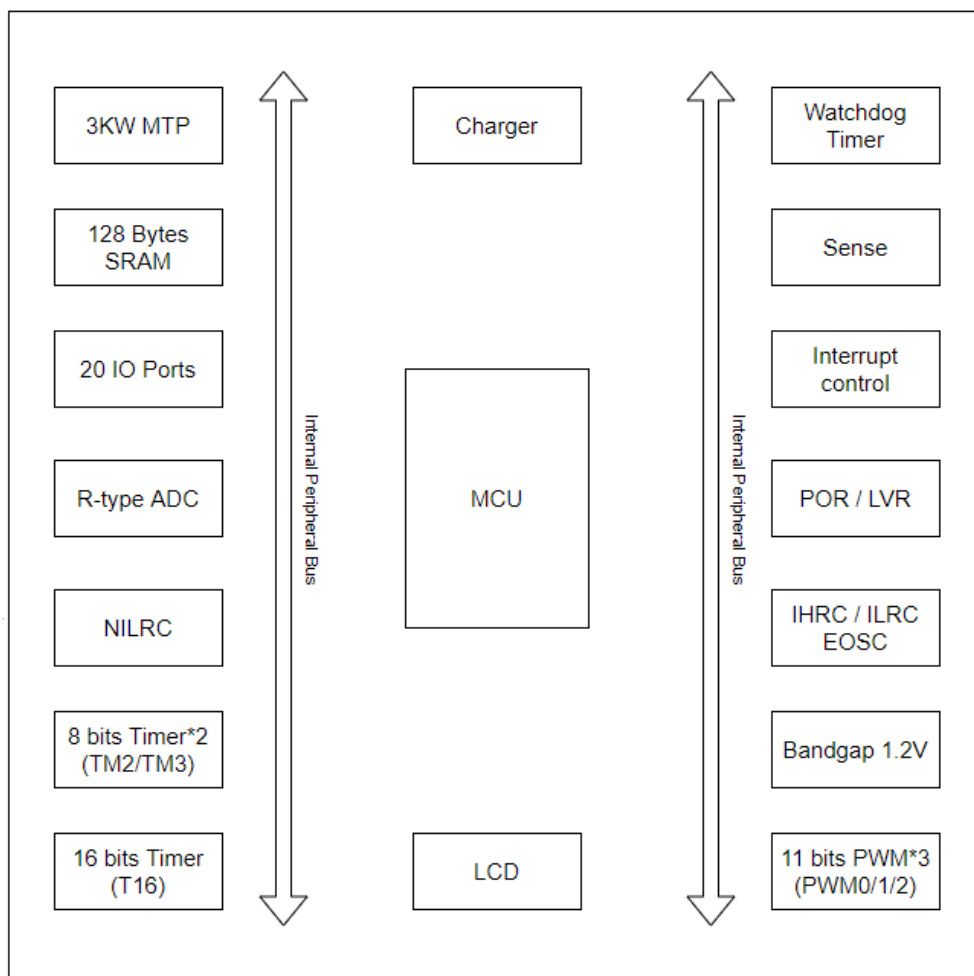 3KW MTP
Charger
Watchdog
Timer
128 Bytes
SRAM
Sense
20 IO Ports
Interrupt
control
Internal Peripheral Bus
Internal Peripheral Bus
R-type ADC
MCU
POR / LVR
NILRC
IHRC / ILRC
EOSC
8 bits Timer*2
(TM2/TM3)
Bandgap 1.2V
16 bits Timer
(T16)
LCD
11 bits PWM*3
(PWM0/1/2)